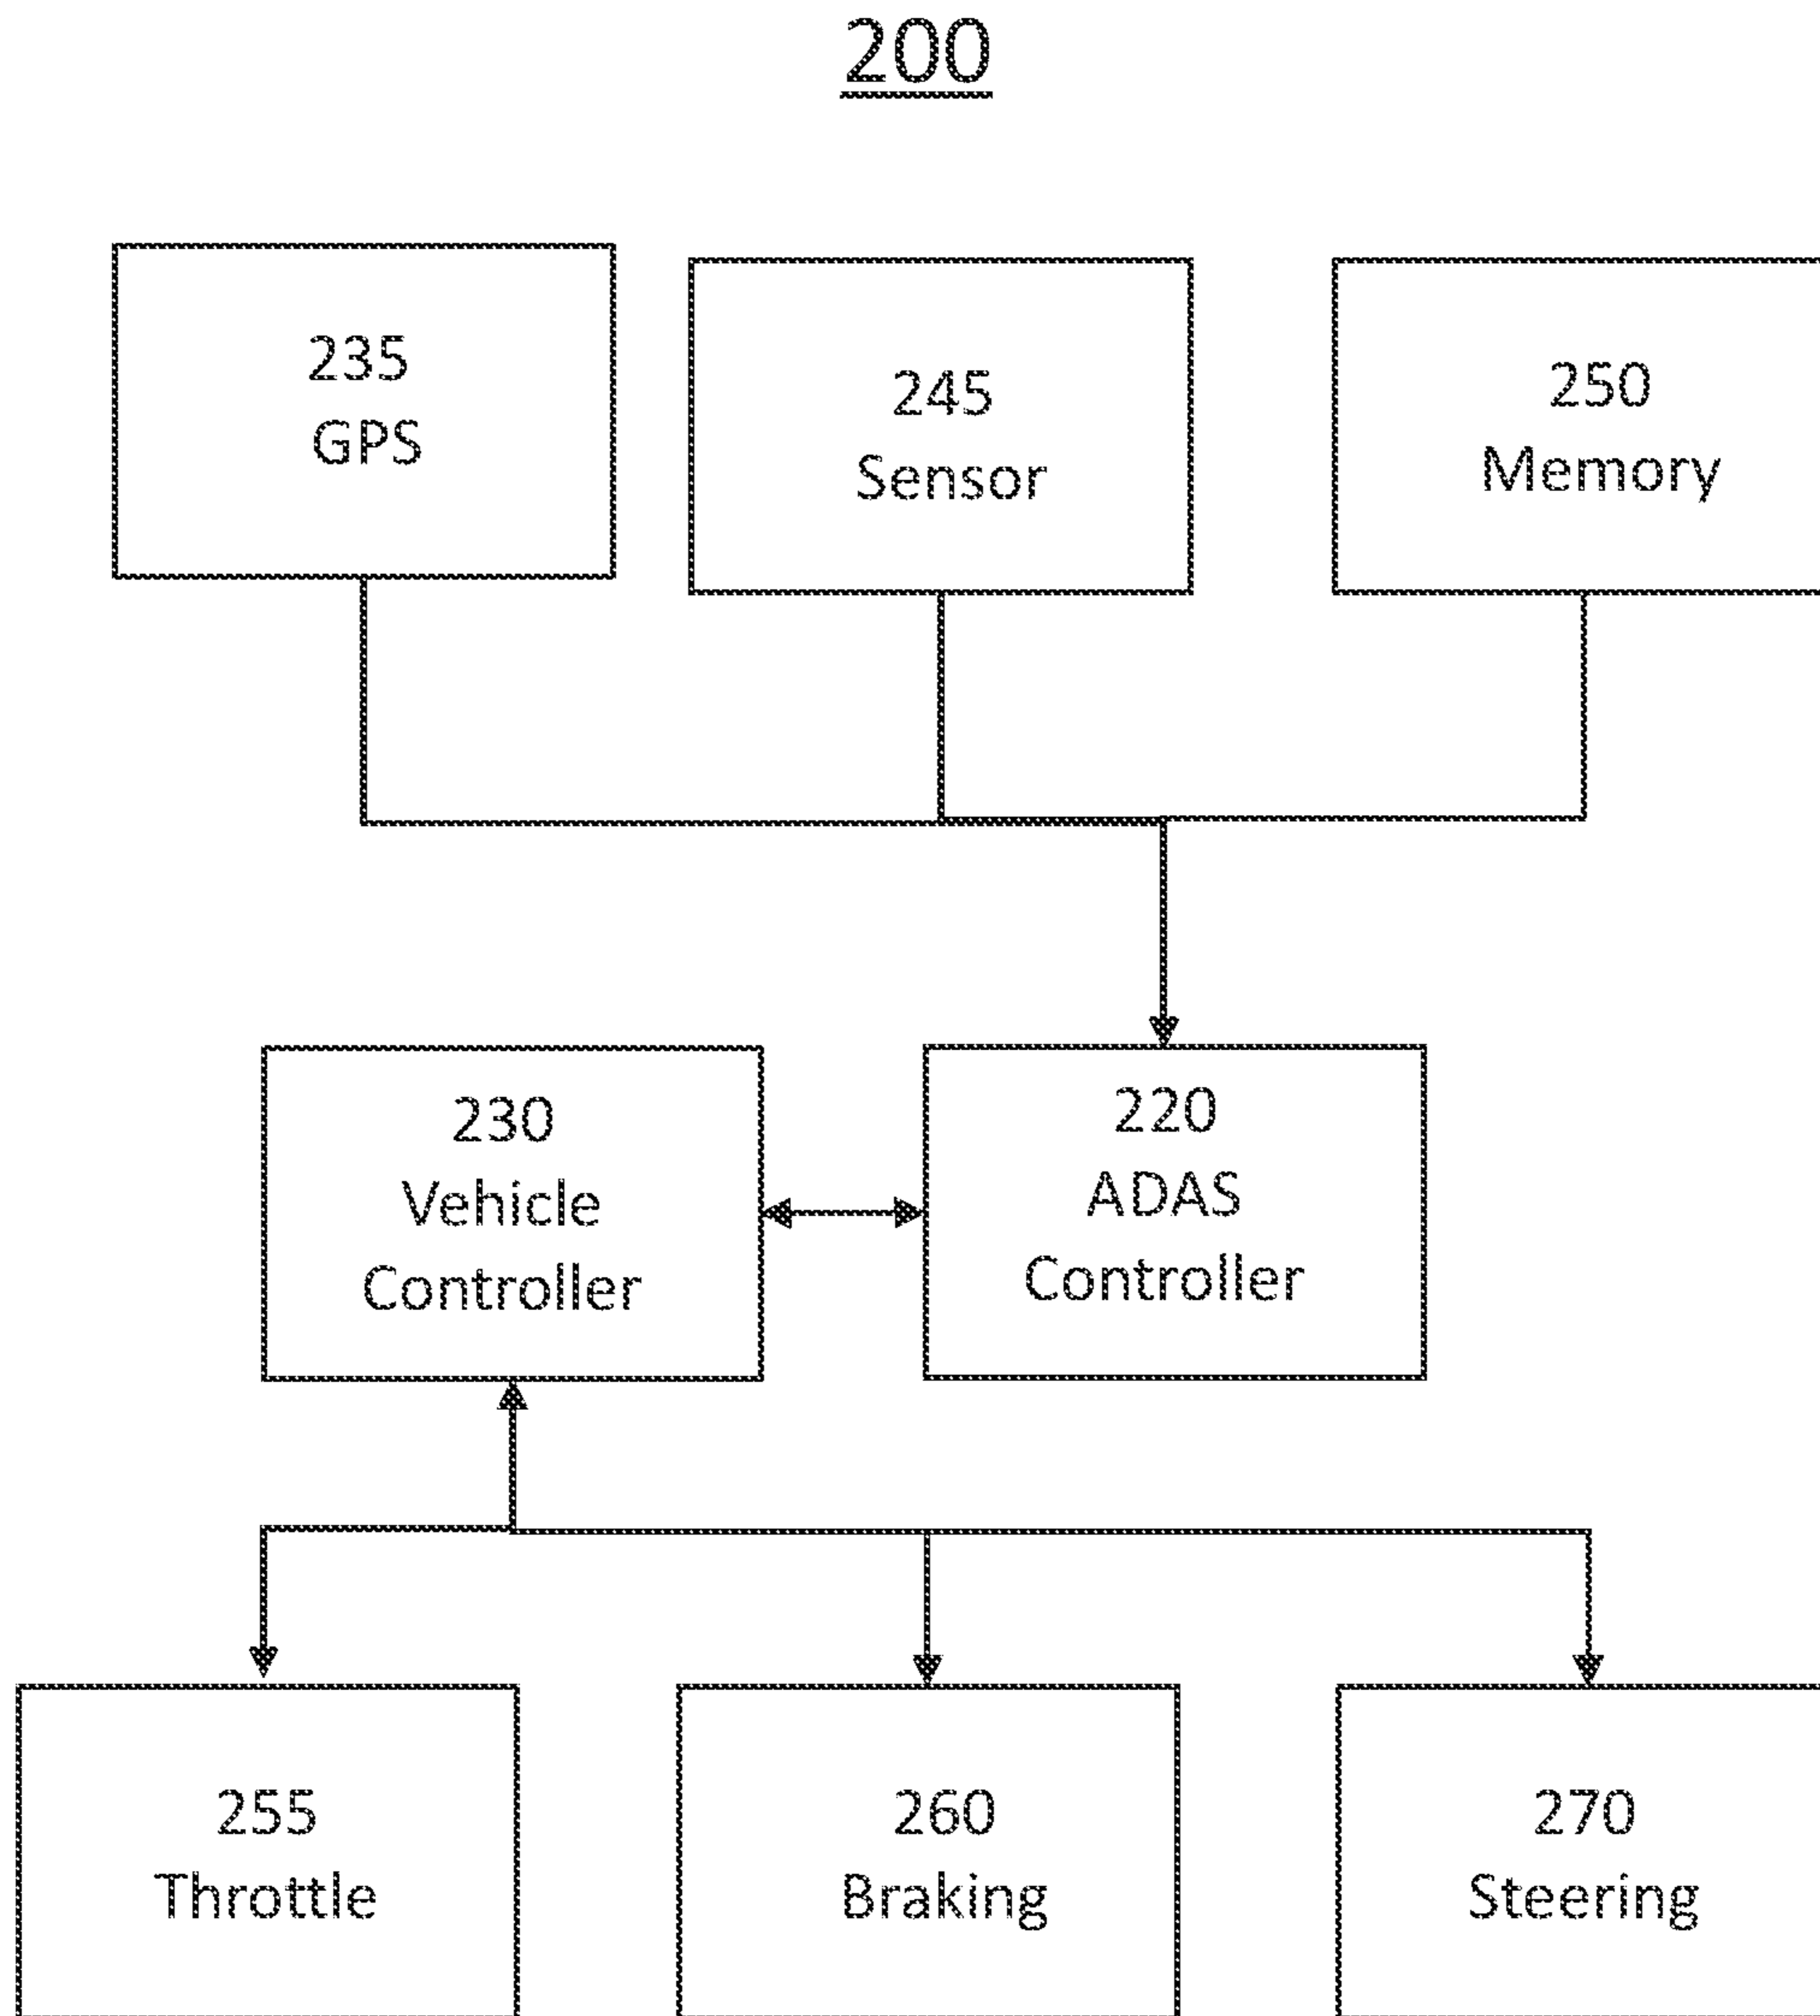 200
235
GPS
245
Sensor
250
Memory
230
Vehicle
Controller
220
ADAS
Controller
255
Throttle
260
Braking
270
Steering